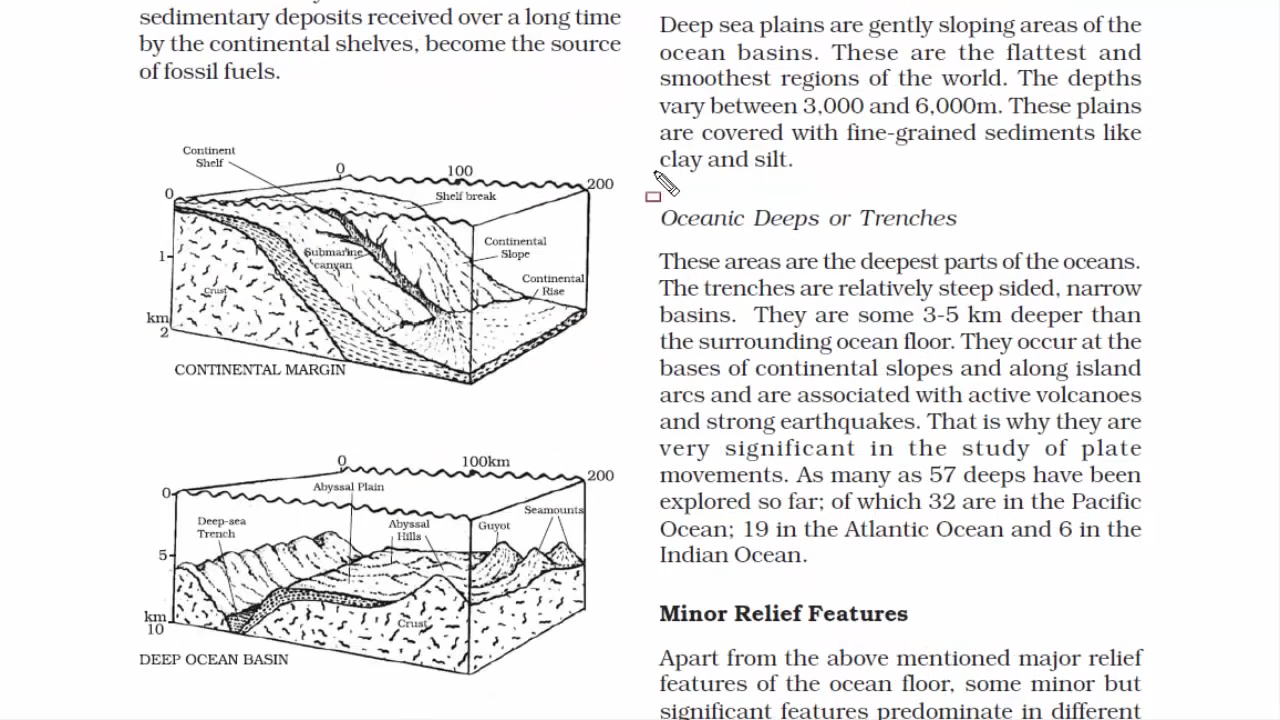 sedimentary deposits received over a long time
by the continental shelves, become the source
of fossil fuels.
Continent
Shelf
0
100
200
0
Shelf break
Continental
Slope
Submarine
canyon
1
Continental
Rise
Crust
km
2
CONTINENTAL MARGIN
0
100km
200
0
Abyssal Plain
Deep-sea
Trench
Abyssal
Hills
Guyot
Seamounts
5
km
10
Crust
DEEP OCEAN BASIN
Deep sea plains are gently sloping areas of the
ocean basins. These are the flattest and
smoothest regions of the world. The depths
vary between 3,000 and 6,000m. These plains
are covered with fine-grained sediments like
clay and silt.
Oceanic Deeps or Trenches
These areas are the deepest parts of the oceans.
The trenches are relatively steep sided, narrow
basins. They are some 3-5 km deeper than
the surrounding ocean floor. They occur at the
bases of continental slopes and along island
arcs and are associated with active volcanoes
and strong earthquakes. That is why they are
very significant in the study of plate
movements. As many as 57 deeps have been
explored so far; of which 32 are in the Pacific
Ocean; 19 in the Atlantic Ocean and 6 in the
Indian Ocean.
Minor Relief Features
Apart from the above mentioned major relief
features of the ocean floor, some minor but
significant features predominate in different